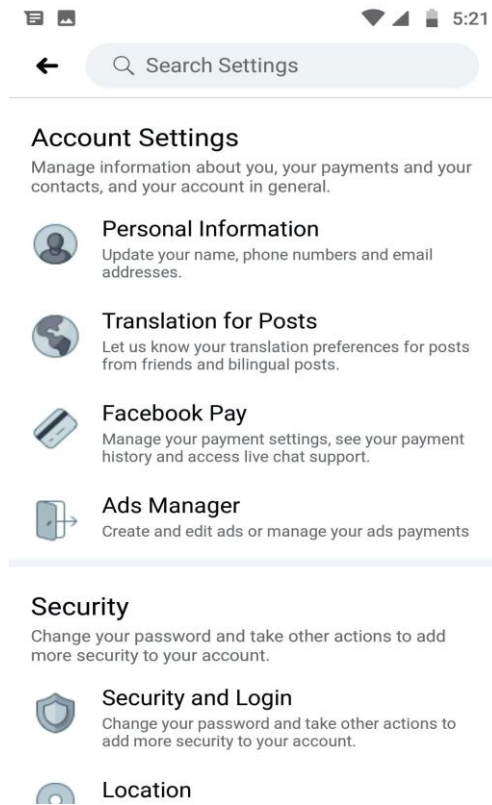 5:21
Search Settings
Account Settings
Manage information about you, your payments and your
contacts, and your account in general.
Personal Information
Update your name, phone numbers and email
addresses.
Translation for Posts
Let us know your translation preferences for posts
from friends and bilingual posts.
Facebook Pay
Manage your payment settings, see your payment
history and access live chat support.
Ads Manager
Create and edit ads or manage your ads payments
Security
Change your password and take other actions to add
more security to your account.
Security and Login
Change your password and take other actions to
add more security to your account.
Location